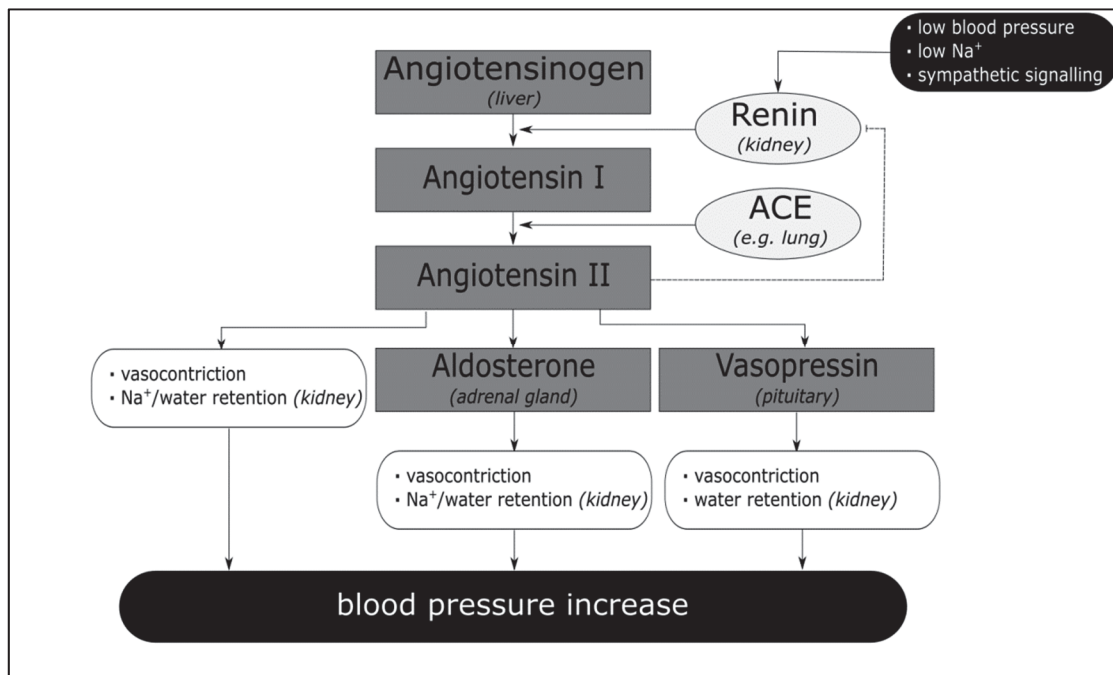 · low blood pressure
· low Na⁺
· sympathetic signalling
Angiotensinogen
(liver)
Renin
(kidney)
Angiotensin I
ACE
(e.g. lung)
Angiotensin II
· vasocontriction
· Na⁺/water retention (kidney)
Aldosterone
(adrenal gland)
Vasopressin
(pituitary)
· vasocontriction
· Na⁺/water retention (kidney)
· vasocontriction
· water retention (kidney)
blood pressure increase